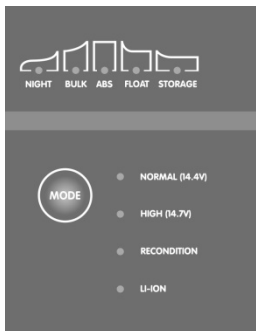 NIGHT BULK ABS FLOAT STORAGE
MODE
NORMAL (14.4V)
HIGH (14.7V)
RECONDITION
LI-ION